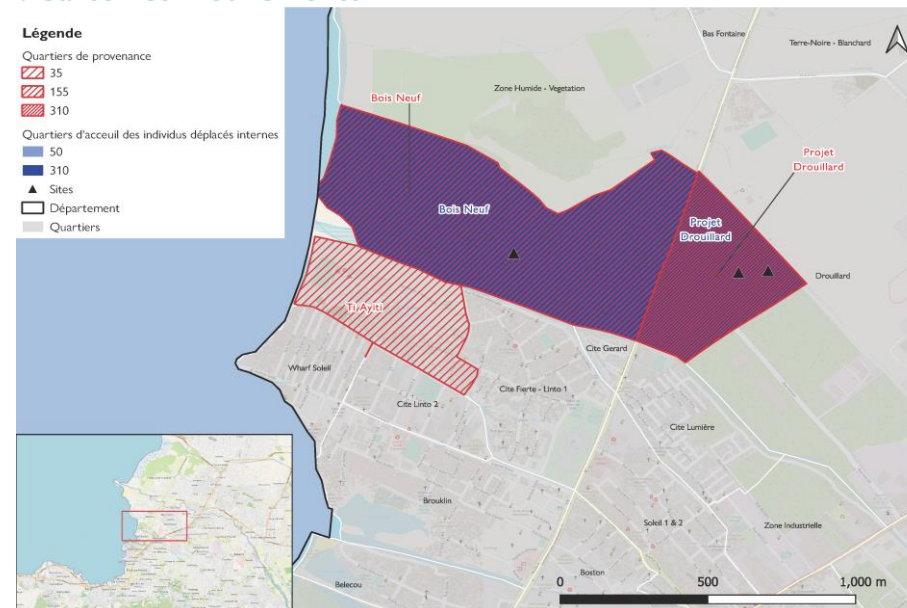 Légende
Quartiers de provenance
35
155
310
Quartiers d'acceuil des individus déplacés internes
50
310
Sites
Département
Quartiers
Bas Fontaine
Terre-Noire - Blanchard
Zone Humide - Vegetation
Bois Neuf
Projet
Drouillard
Bois Neuf
Projet
Drouillard
Drouillard
Ti Ayiti
Cite Gerard
Wharf Soleil
Cite Fierte - Linto 1
Cite Linto 2
Cite Lumière
Brouklin
Soleil 1 & 2
Zone Industrielle
Boston
Belecou
0 500 1,000 m